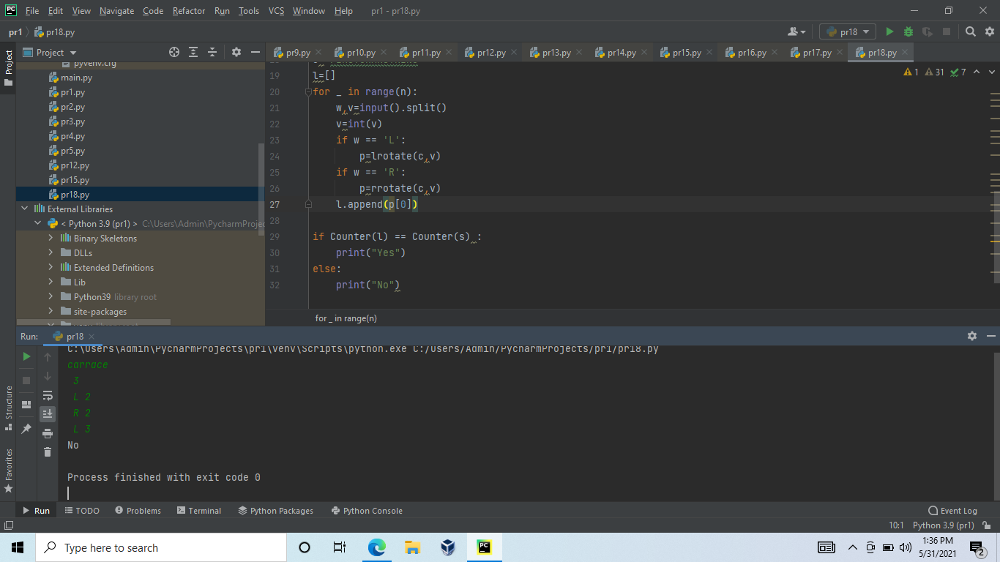 PC File Edit View Navigate Code Refactor Run Tools VCS Window Help pr1 - pr18.py
pr1 pr18.py pr18
Project
Project
pr9.py pr10.py pr11.py pr12.py pr13.py pr14.py pr15.py pr16.py pr17.py pr18.py
pyvenv.cfg
main.py
pr1.py
pr2.py
pr3.py
pr4.py
pr5.py
pr12.py
pr15.py
pr18.py
External Libraries
< Python 3.9 (pr1) > C:\Users\Admin\PycharmProjec
Binary Skeletons
DLLs
Extended Definitions
Lib
Python39 library root
site-packages
1 31 7
19 l=[]
20 for _ in range(n):
21 w,v=input().split()
22 v=int(v)
23 if w == 'L':
24 p=lrotate(c,v)
25 if w == 'R':
26 p=rrotate(c,v)
27 l.append(p[0])
28
29 if Counter(l) == Counter(s) :
30 print("Yes")
31 else:
32 print("No")
for _ in range(n)
Run: pr18
C:\Users\Admin\PycharmProjects\pr1\venv\Scripts\python.exe C:/Users/Admin/PycharmProjects/pr1/pr18.py
carrace
3
L 2
R 2
L 3
No
Process finished with exit code 0
Structure
Favorites
Run TODO Problems Terminal Python Packages Python Console Event Log
10:1 Python 3.9 (pr1)
Type here to search
PC
1:36 PM
5/31/2021
2